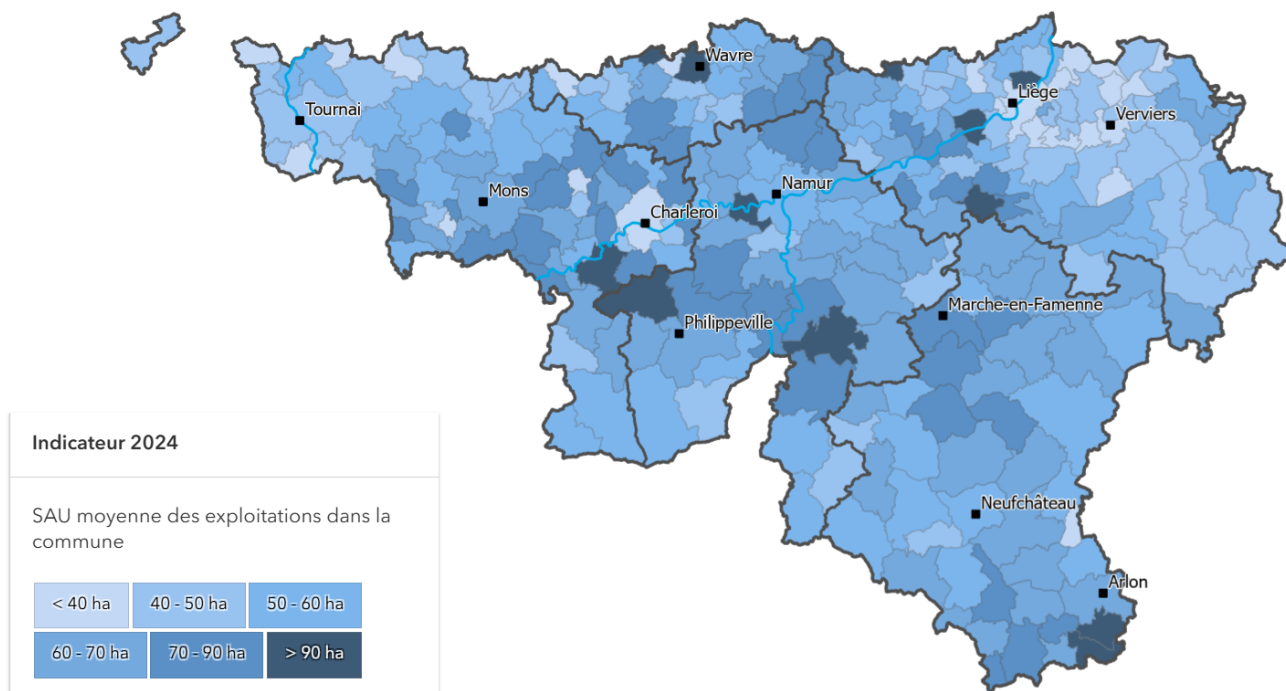 Wavre
Liège
Tournai
Verviers
Mons
Namur
Charleroi
Marche-en-Famenne
Philippeville
Indicateur 2024
SAU moyenne des exploitations dans la
commune
Neufchâteau
Arlon
< 40 ha
40 - 50 ha
50 - 60 ha
60 - 70 ha
70 - 90 ha
> 90 ha